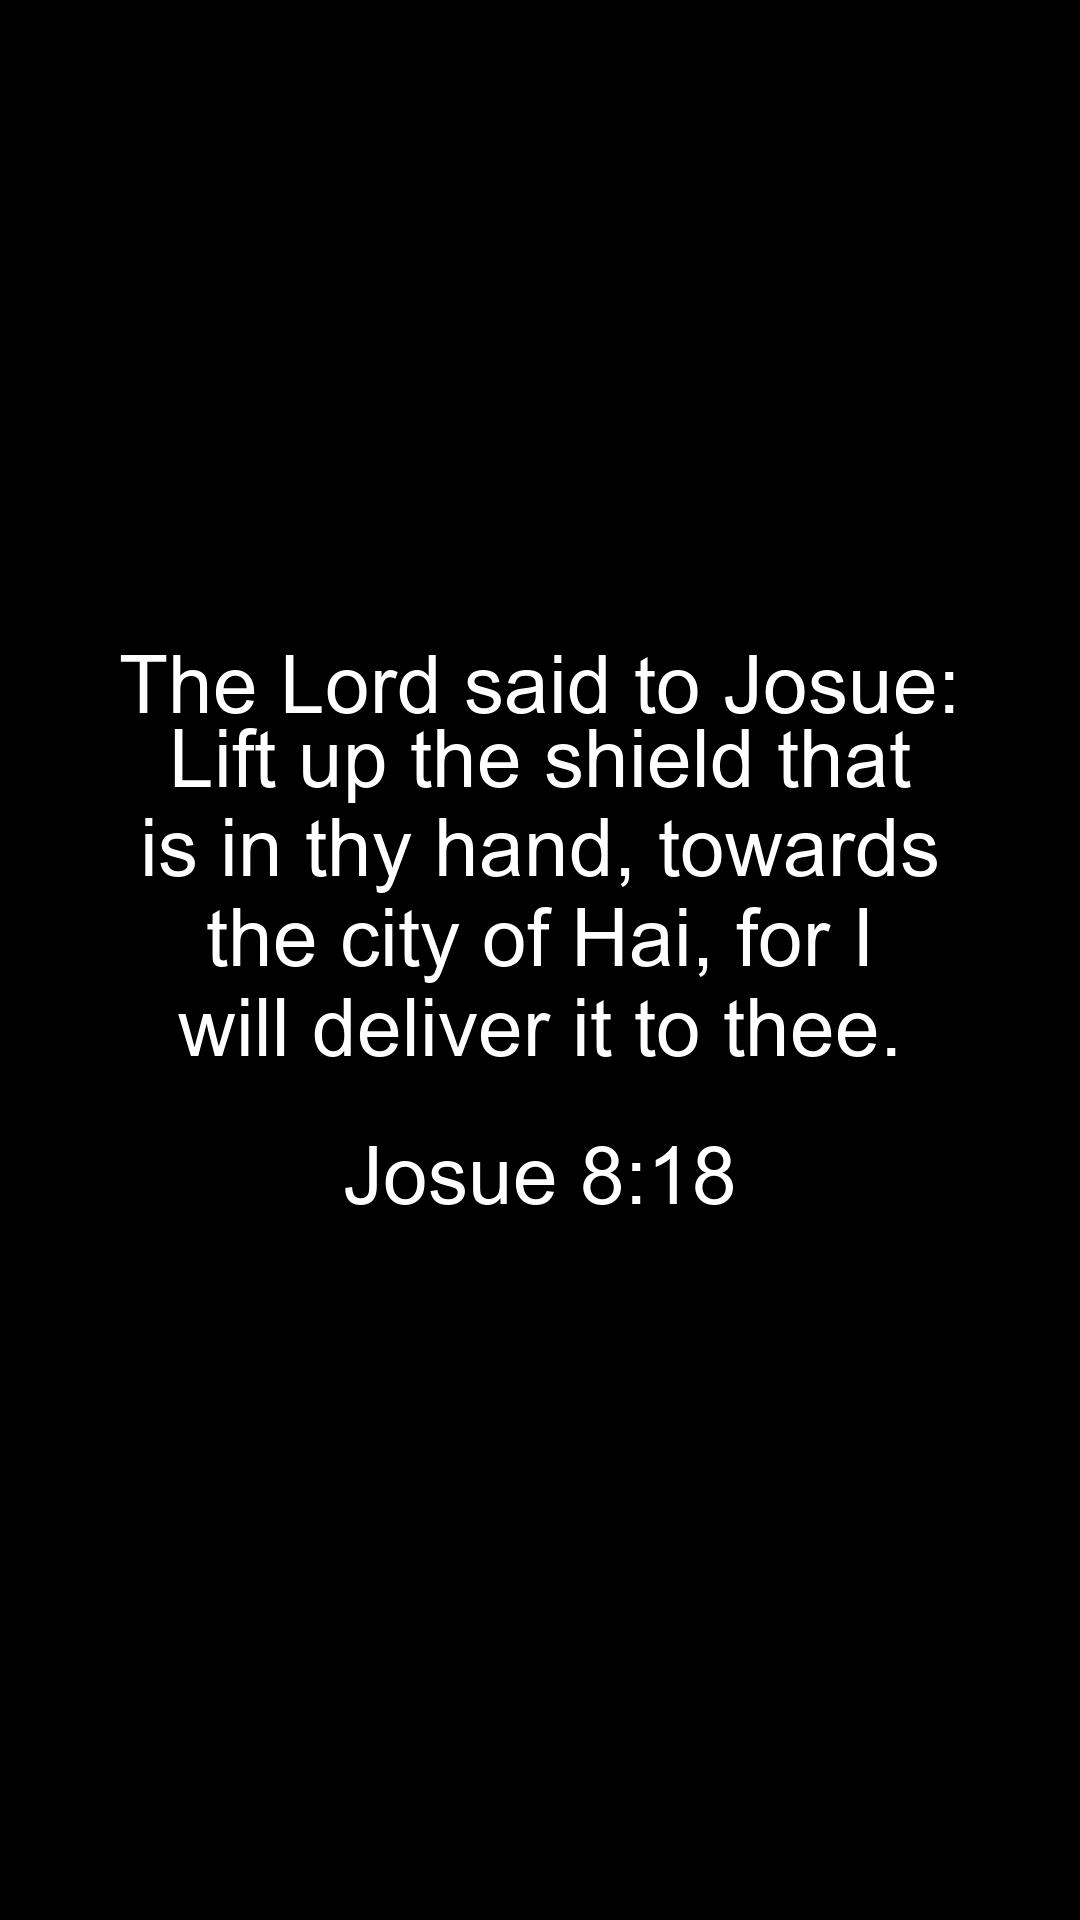 The Lord said to Josue:
Lift up the shield that
is in thy hand, towards
the city of Hai, for I
will deliver it to thee.
Josue 8:18